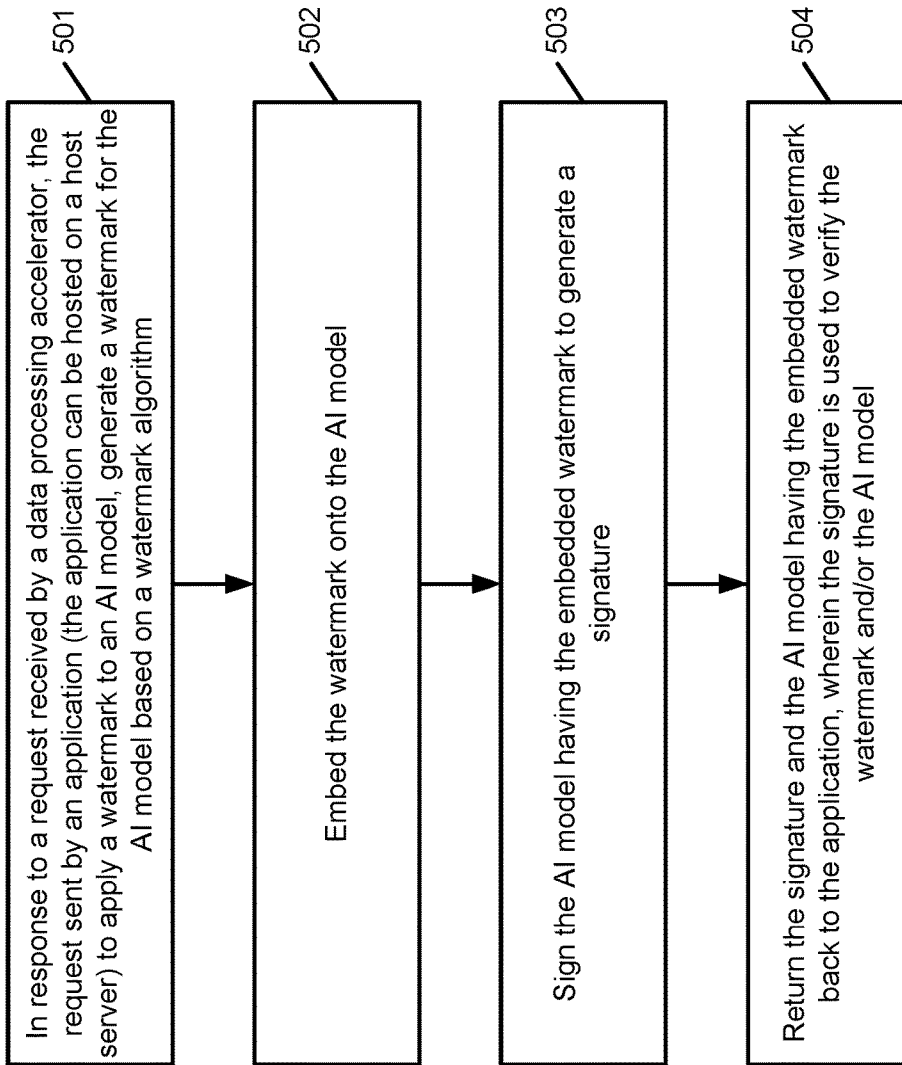 In response to a request received by a data processing accelerator, the
request sent by an application (the application can be hosted on a host
server) to apply a watermark to an AI model, generate a watermark for the
AI model based on a watermark algorithm
501
Embed the watermark onto the AI model
502
Sign the AI model having the embedded watermark to generate a
signature
503
Return the signature and the AI model having the embedded watermark
back to the application, wherein the signature is used to verify the
watermark and/or the AI model
504